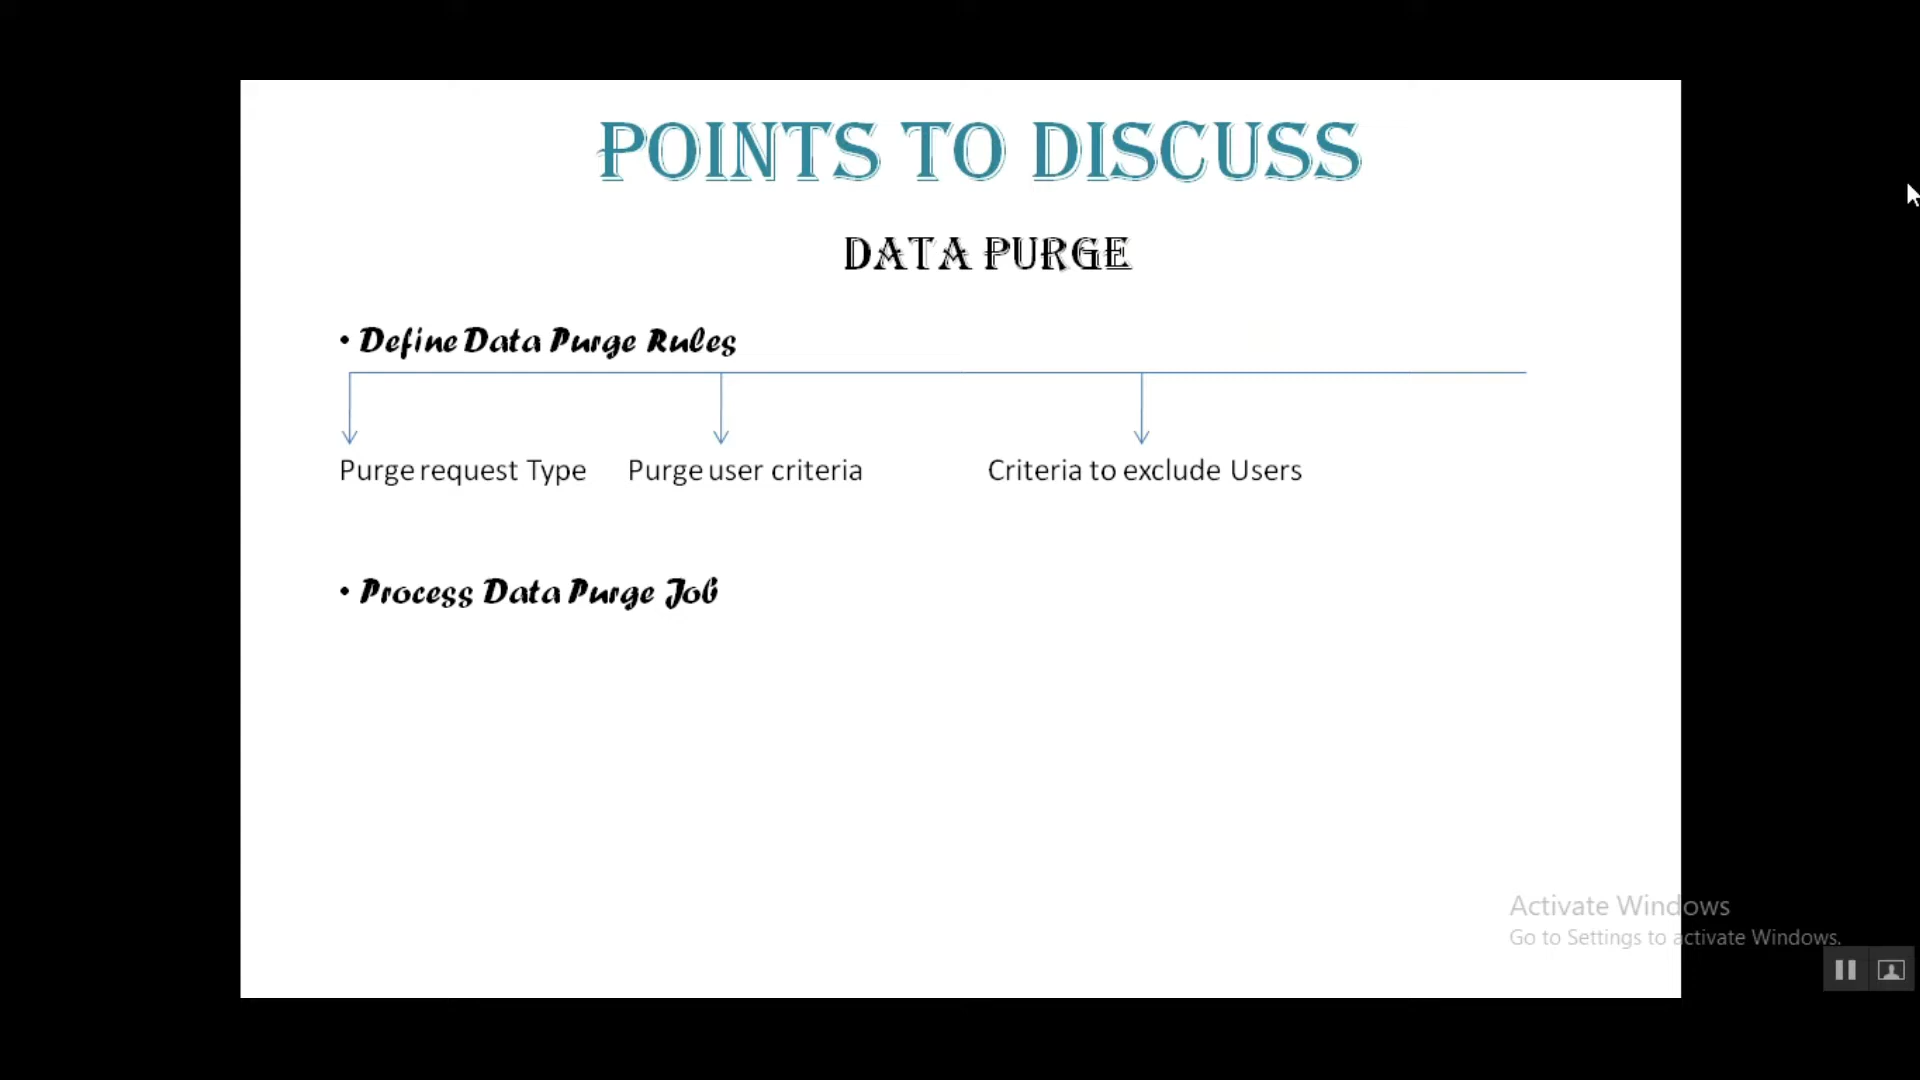 POINTS TO DISCUSS
DATA PURGE
• Define Data Purge Rules
Purge request Type Purge user criteria Criteria to exclude Users
• Process Data Purge Job
Activate Windows
Go to Settings to activate Windows.